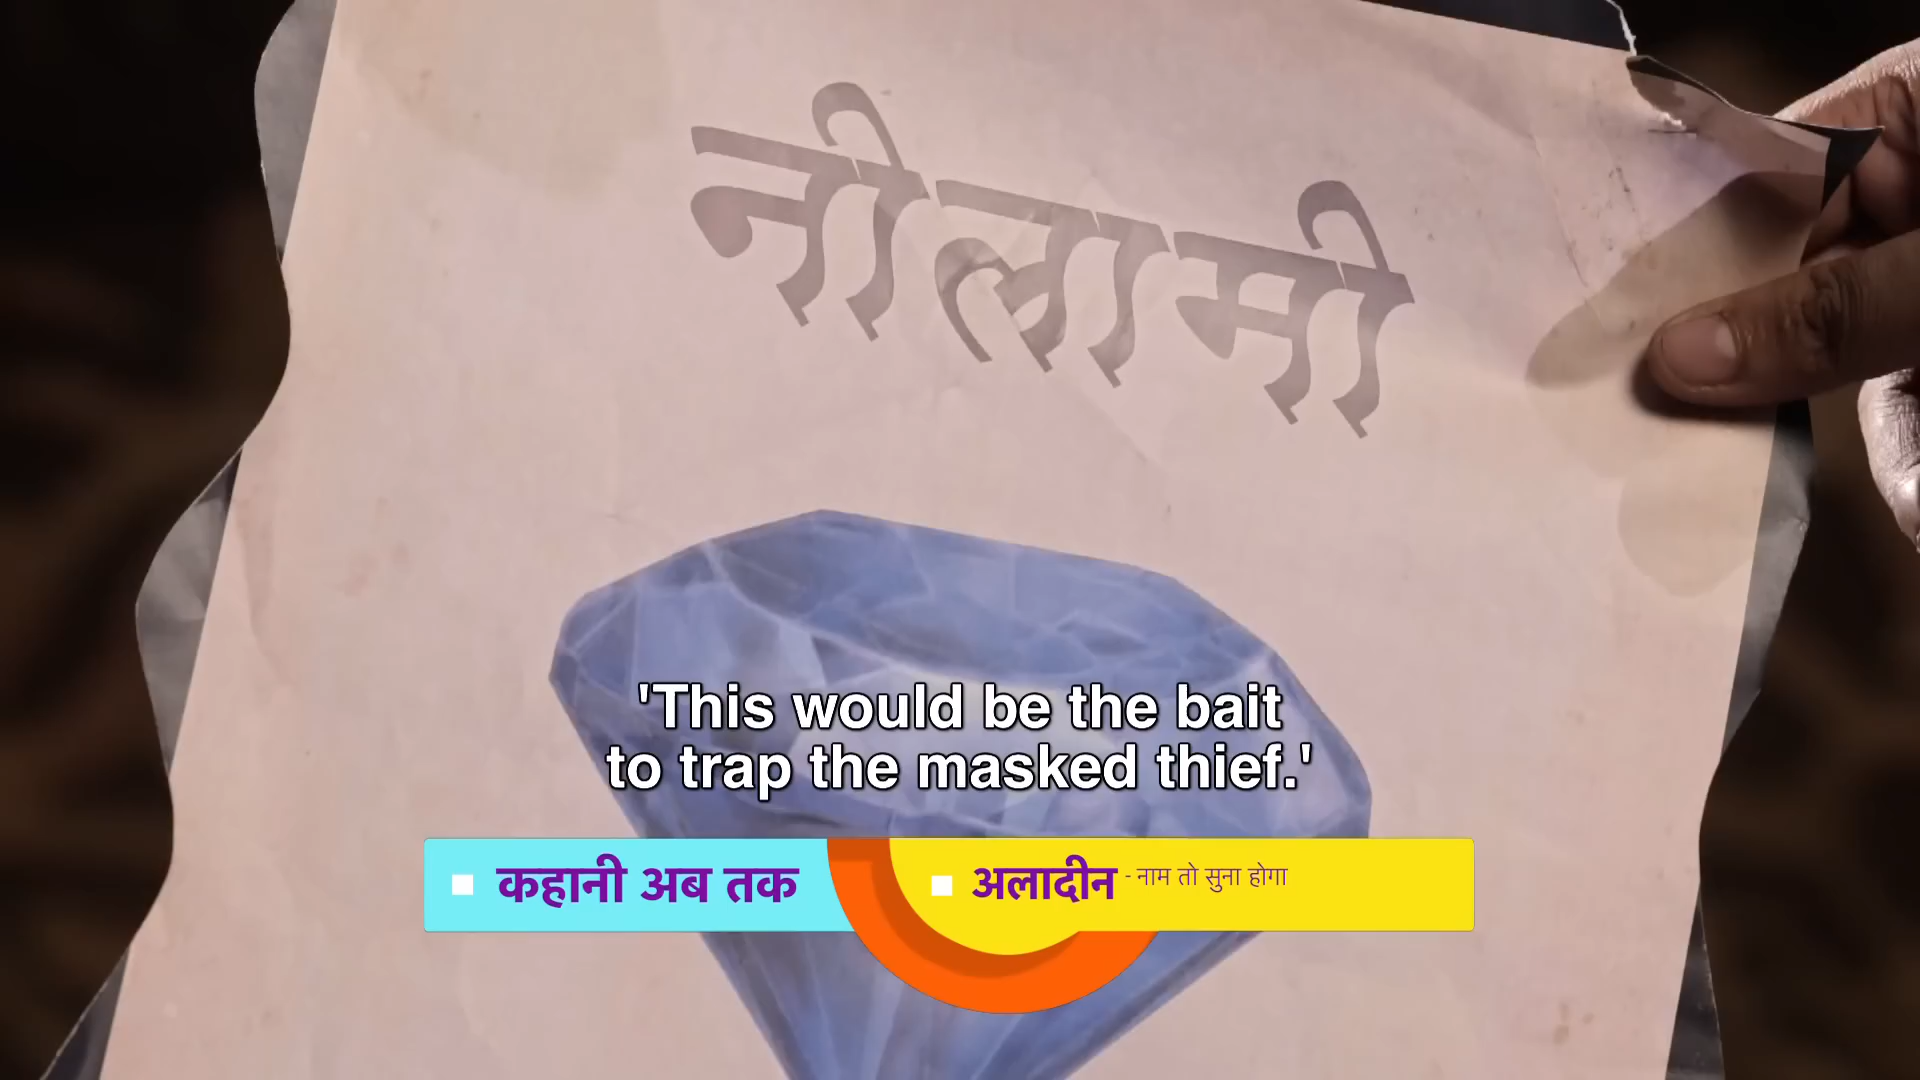 नीलामी
'This would be the bait
to trap the masked thief.'
कहानी अब तक
अलादीन - नाम तो सुना होगा